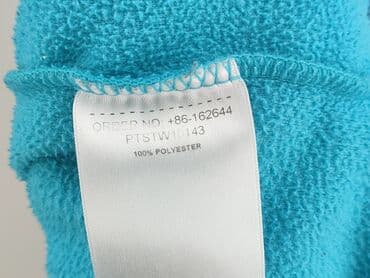 ORDER NO. +86-162644
100% POLYESTER